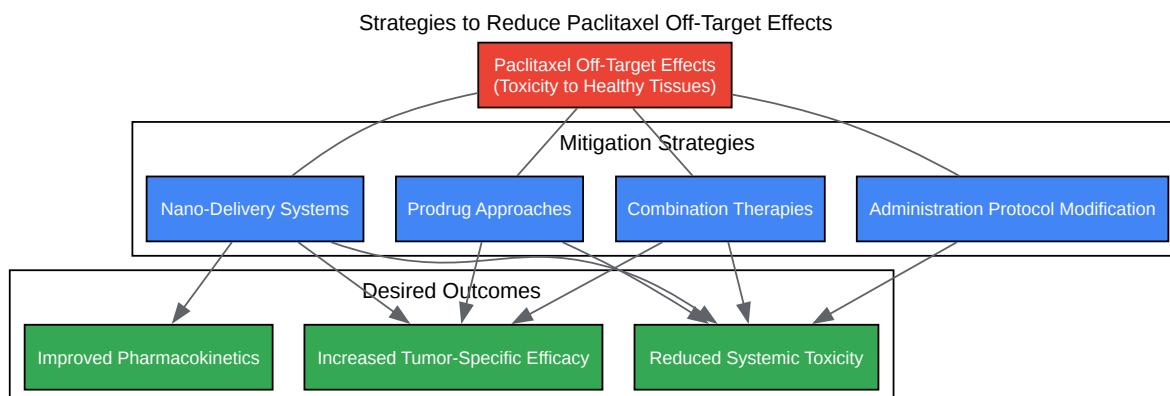 Strategies to Reduce Paclitaxel Off-Target Effects
Paclitaxel Off-Target Effects
(Toxicity to Healthy Tissues)
Mitigation Strategies
Nano-Delivery Systems
Prodrug Approaches
Combination Therapies
Administration Protocol Modification
Desired Outcomes
Improved Pharmacokinetics
Increased Tumor-Specific Efficacy
Reduced Systemic Toxicity